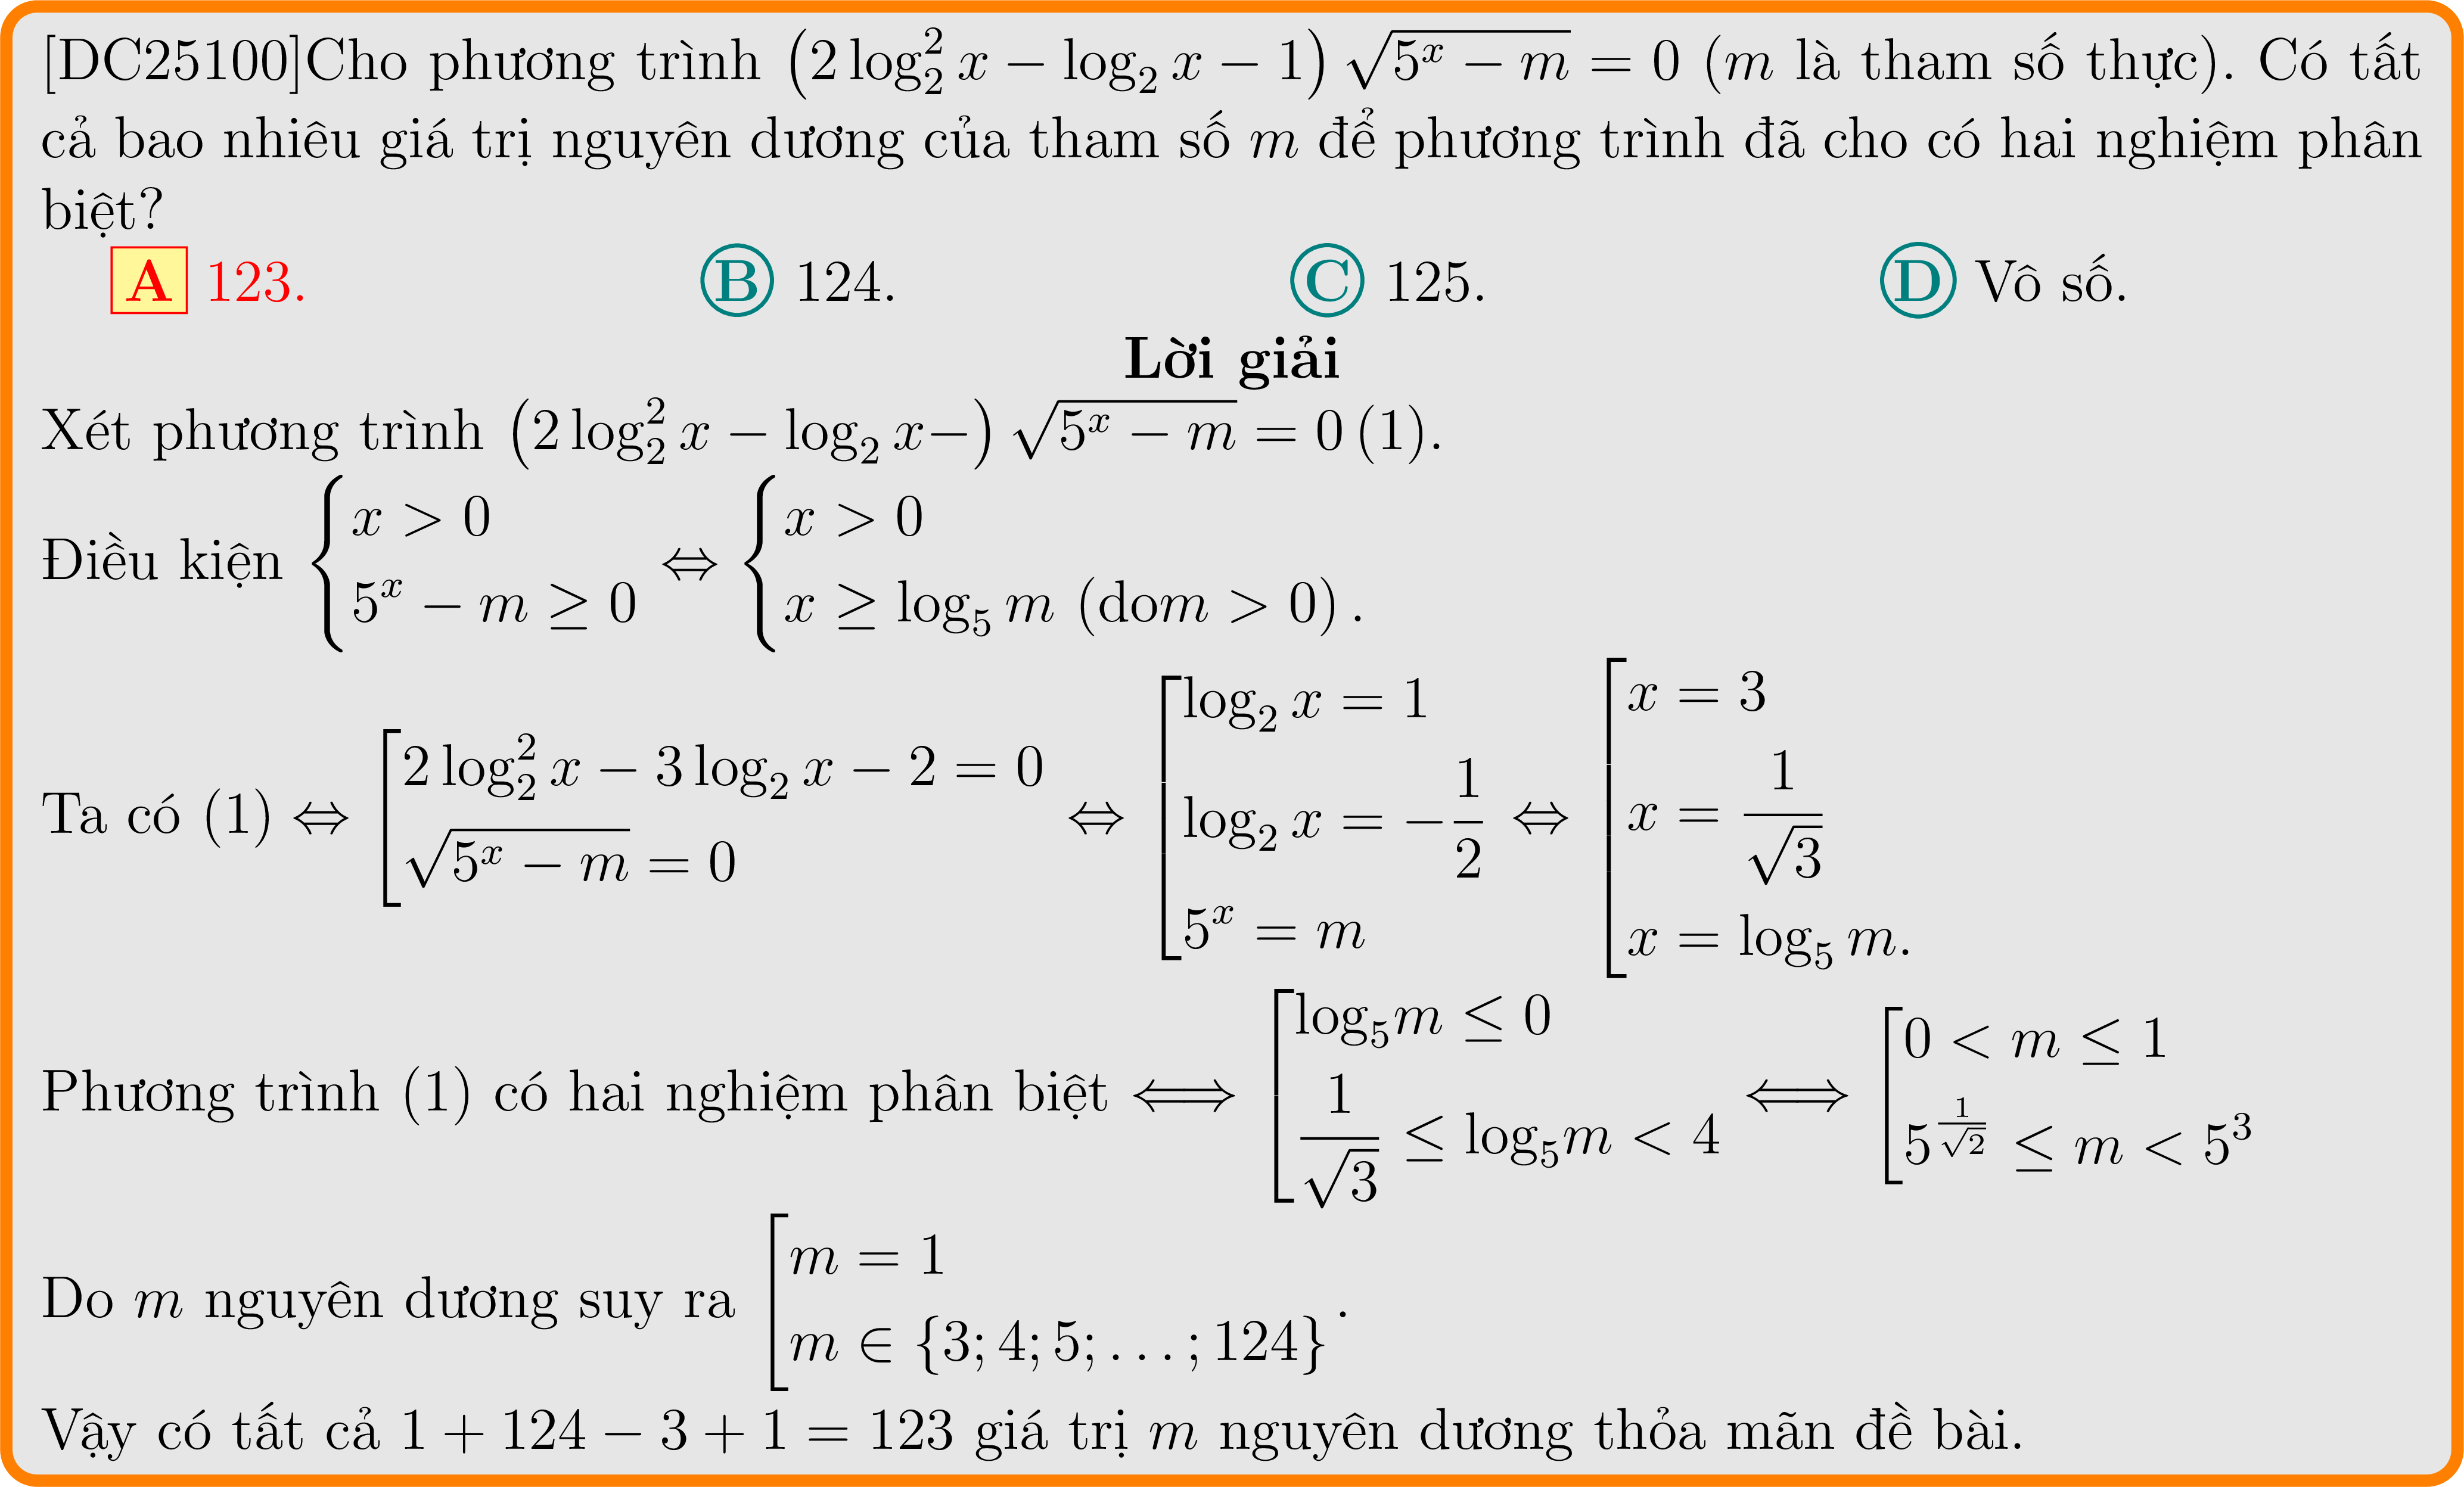 [DC25100]Cho phương trình $\left(2\log_2^2 x - \log_2 x - 1\right)\sqrt{5^x - m} = 0$ ($m$ là tham số thực). Có tất
cả bao nhiêu giá trị nguyên dương của tham số $m$ để phương trình đã cho có hai nghiệm phân
biệt?
A 123. B 124. C 125. D Vô số.
Lời giải
Xét phương trình $\left(2\log_2^2 x - \log_2 x-\right)\sqrt{5^x - m} = 0\,(1)$.
Điều kiện $\begin{cases} x > 0 \\ 5^x - m \ge 0 \end{cases} \Leftrightarrow \begin{cases} x > 0 \\ x \ge \log_5 m \ (\text{do} m > 0). \end{cases}$
Ta có $(1) \Leftrightarrow \left[\begin{array}{l} 2\log_2^2 x - 3\log_2 x - 2 = 0 \\ \sqrt{5^x - m} = 0 \end{array}\right. \Leftrightarrow \left[\begin{array}{l} \log_2 x = 1 \\ \log_2 x = -\dfrac{1}{2} \\ 5^x = m \end{array}\right. \Leftrightarrow \left[\begin{array}{l} x = 3 \\ x = \dfrac{1}{\sqrt{3}} \\ x = \log_5 m. \end{array}\right.$
Phương trình (1) có hai nghiệm phân biệt $\Longleftrightarrow \left[\begin{array}{l} \log_5 m \le 0 \\ \dfrac{1}{\sqrt{3}} \le \log_5 m < 4 \end{array}\right. \Longleftrightarrow \left[\begin{array}{l} 0 < m \le 1 \\ 5^{\frac{1}{\sqrt{2}}} \le m < 5^3 \end{array}\right.$
Do $m$ nguyên dương suy ra $\left[\begin{array}{l} m = 1 \\ m \in \{3; 4; 5; \ldots; 124\} \end{array}\right.$.
Vậy có tất cả $1 + 124 - 3 + 1 = 123$ giá trị $m$ nguyên dương thỏa mãn đề bài.